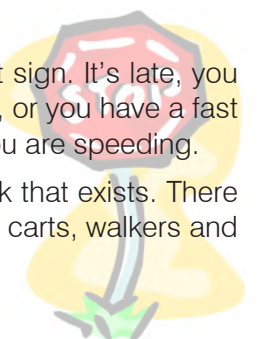 sign. It’s late, you
, or you have a fast
u are speeding.
STOP
k that exists. There
carts, walkers and